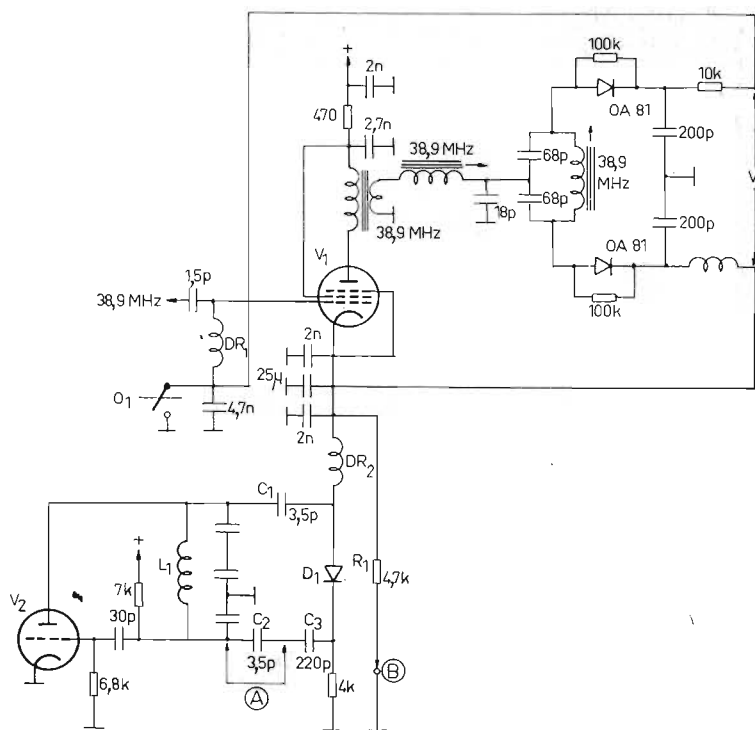 100k
OA 81
10k
+
2n
470
2,7n
38,9 MHz
68p
68p
38,9
MHz
200p
18p
200p
V
38,9 MHz
OA 81
100k
V1
1,5p
38,9 MHz
DR1
2n
25μ
O1
4,7n
2n
DR2
C1
3,5p
+
7k
L1
D1
R1
4,7k
V2
30p
C2
3,5p
C3
220p
6,8k
A
4k
B